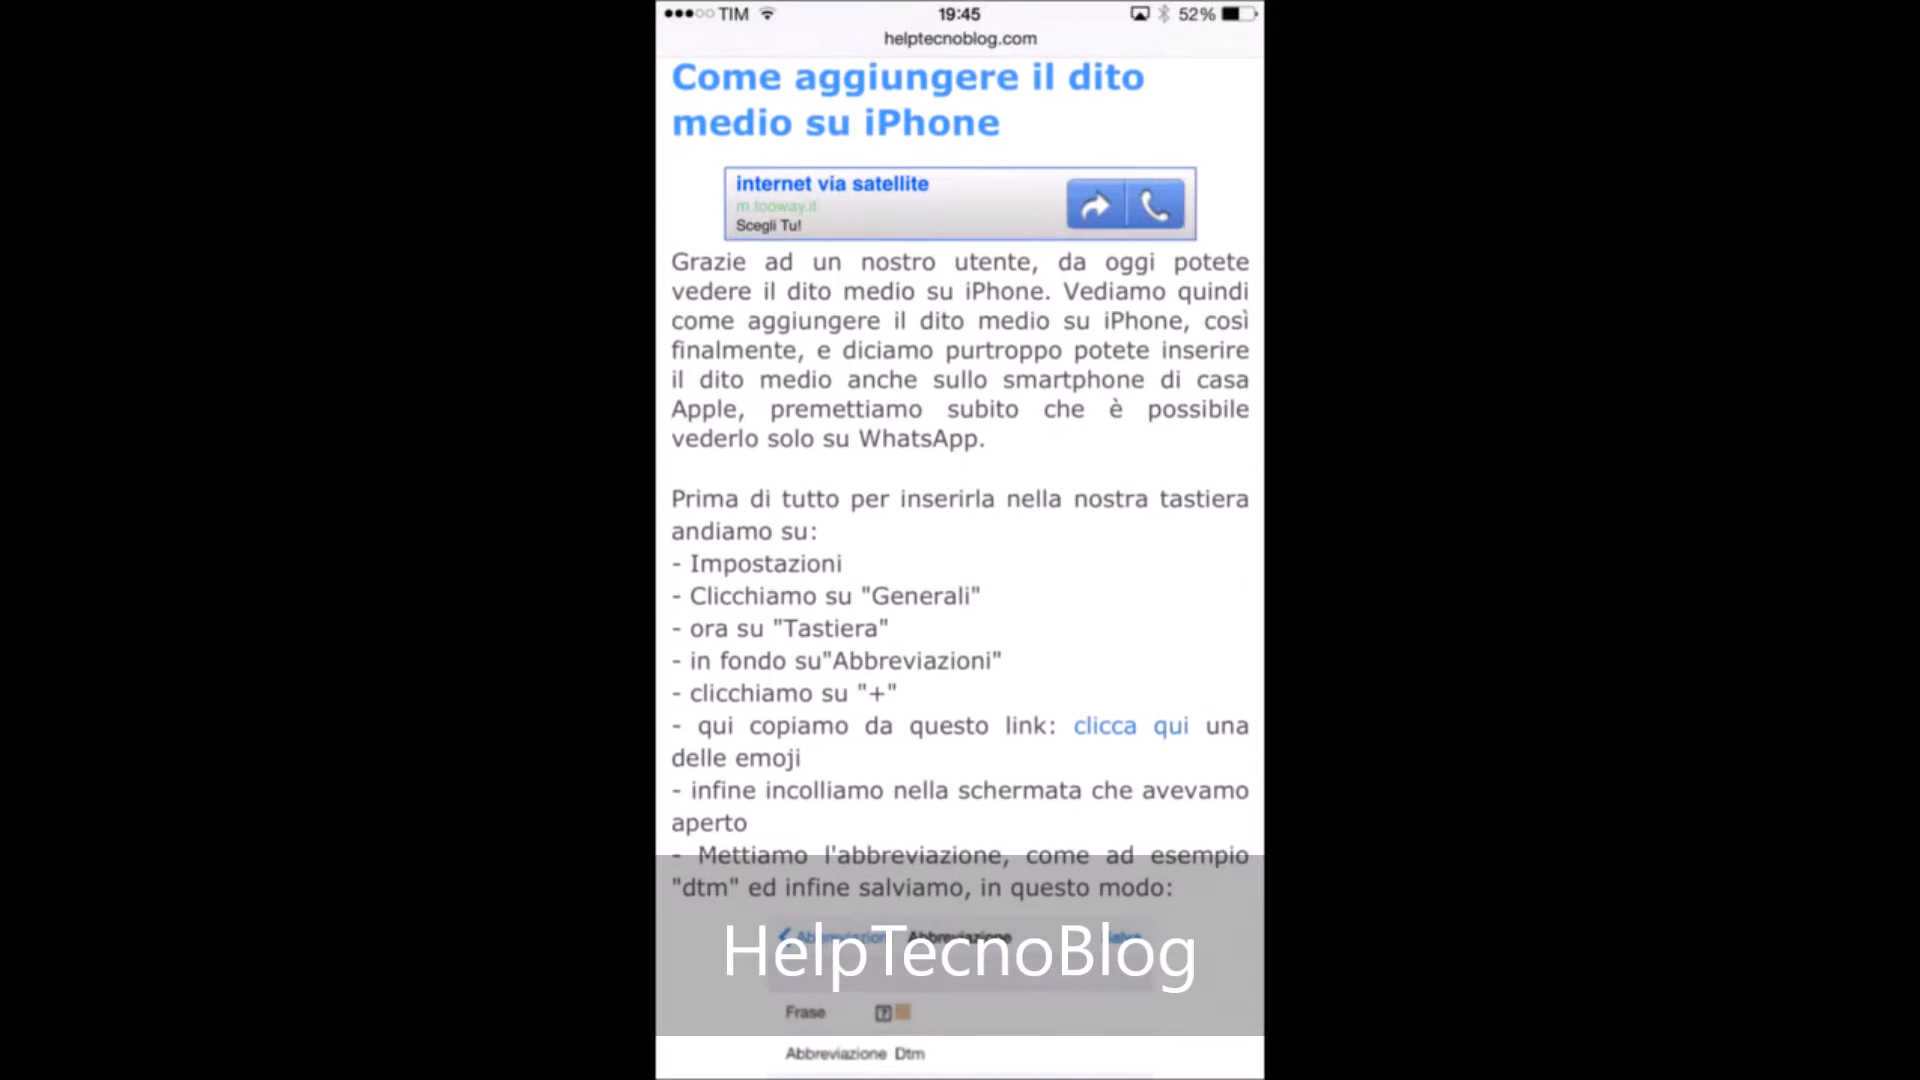 TIM 19:45 52%
helptecnoblog.com
Come aggiungere il dito
medio su iPhone
internet via satellite
m.tooway.it
Scegli Tu!
Grazie ad un nostro utente, da oggi potete
vedere il dito medio su iPhone. Vediamo quindi
come aggiungere il dito medio su iPhone, così
finalmente, e diciamo purtroppo potete inserire
il dito medio anche sullo smartphone di casa
Apple, premettiamo subito che è possibile
vederlo solo su WhatsApp.
Prima di tutto per inserirla nella nostra tastiera
andiamo su:
- Impostazioni
- Clicchiamo su "Generali"
- ora su "Tastiera"
- in fondo su"Abbreviazioni"
- clicchiamo su "+"
- qui copiamo da questo link: clicca qui una
delle emoji
- infine incolliamo nella schermata che avevamo
aperto
- Mettiamo l'abbreviazione, come ad esempio
"dtm" ed infine salviamo, in questo modo:
Abbreviazioni Abbreviazione Salva
HelpTecnoBlog
Frase
Abbreviazione Dtm